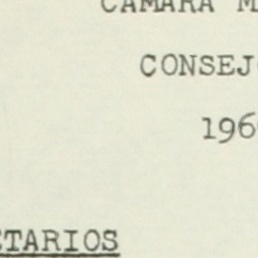 CAMARA M
CONSEJ
196
ETARIOS